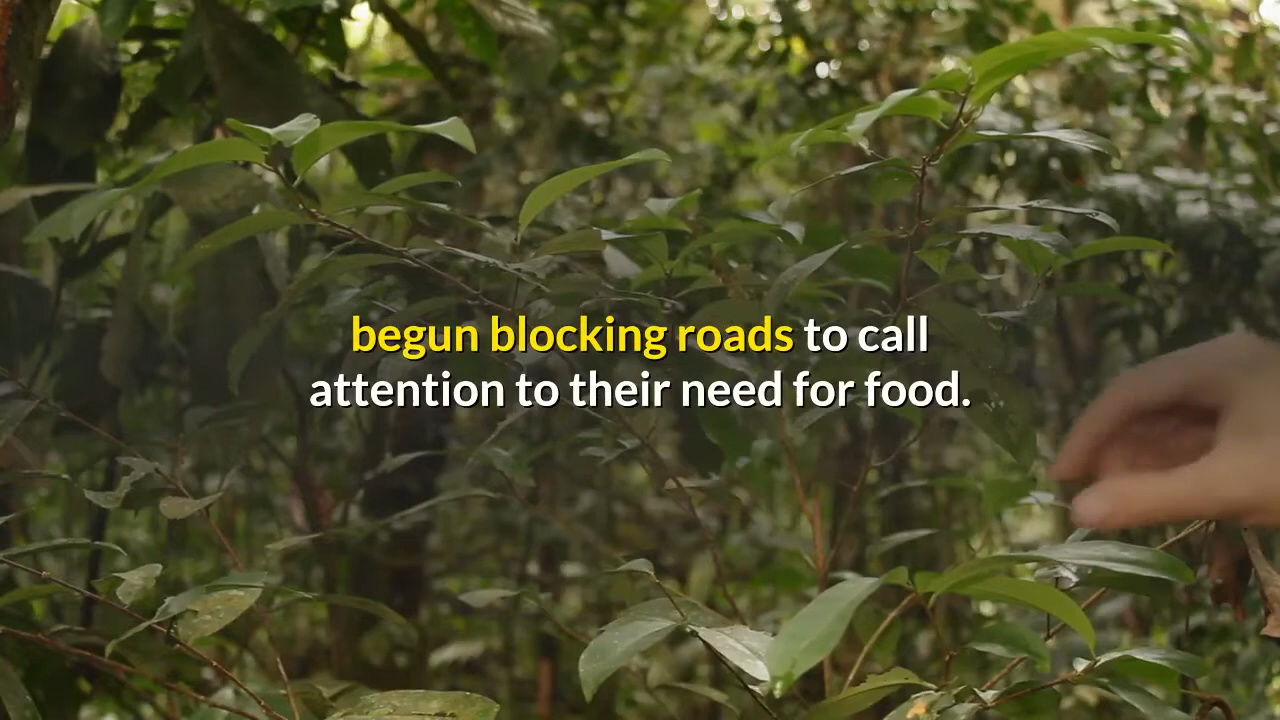 begun blocking roads to call
attention to their need for food.